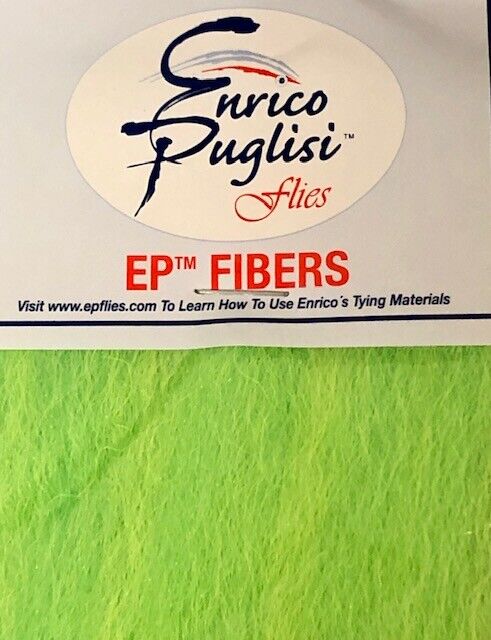 Enrico
Puglisi™
flies
EP™ FIBERS
Visit www.epflies.com To Learn How To Use Enrico's Tying Materials